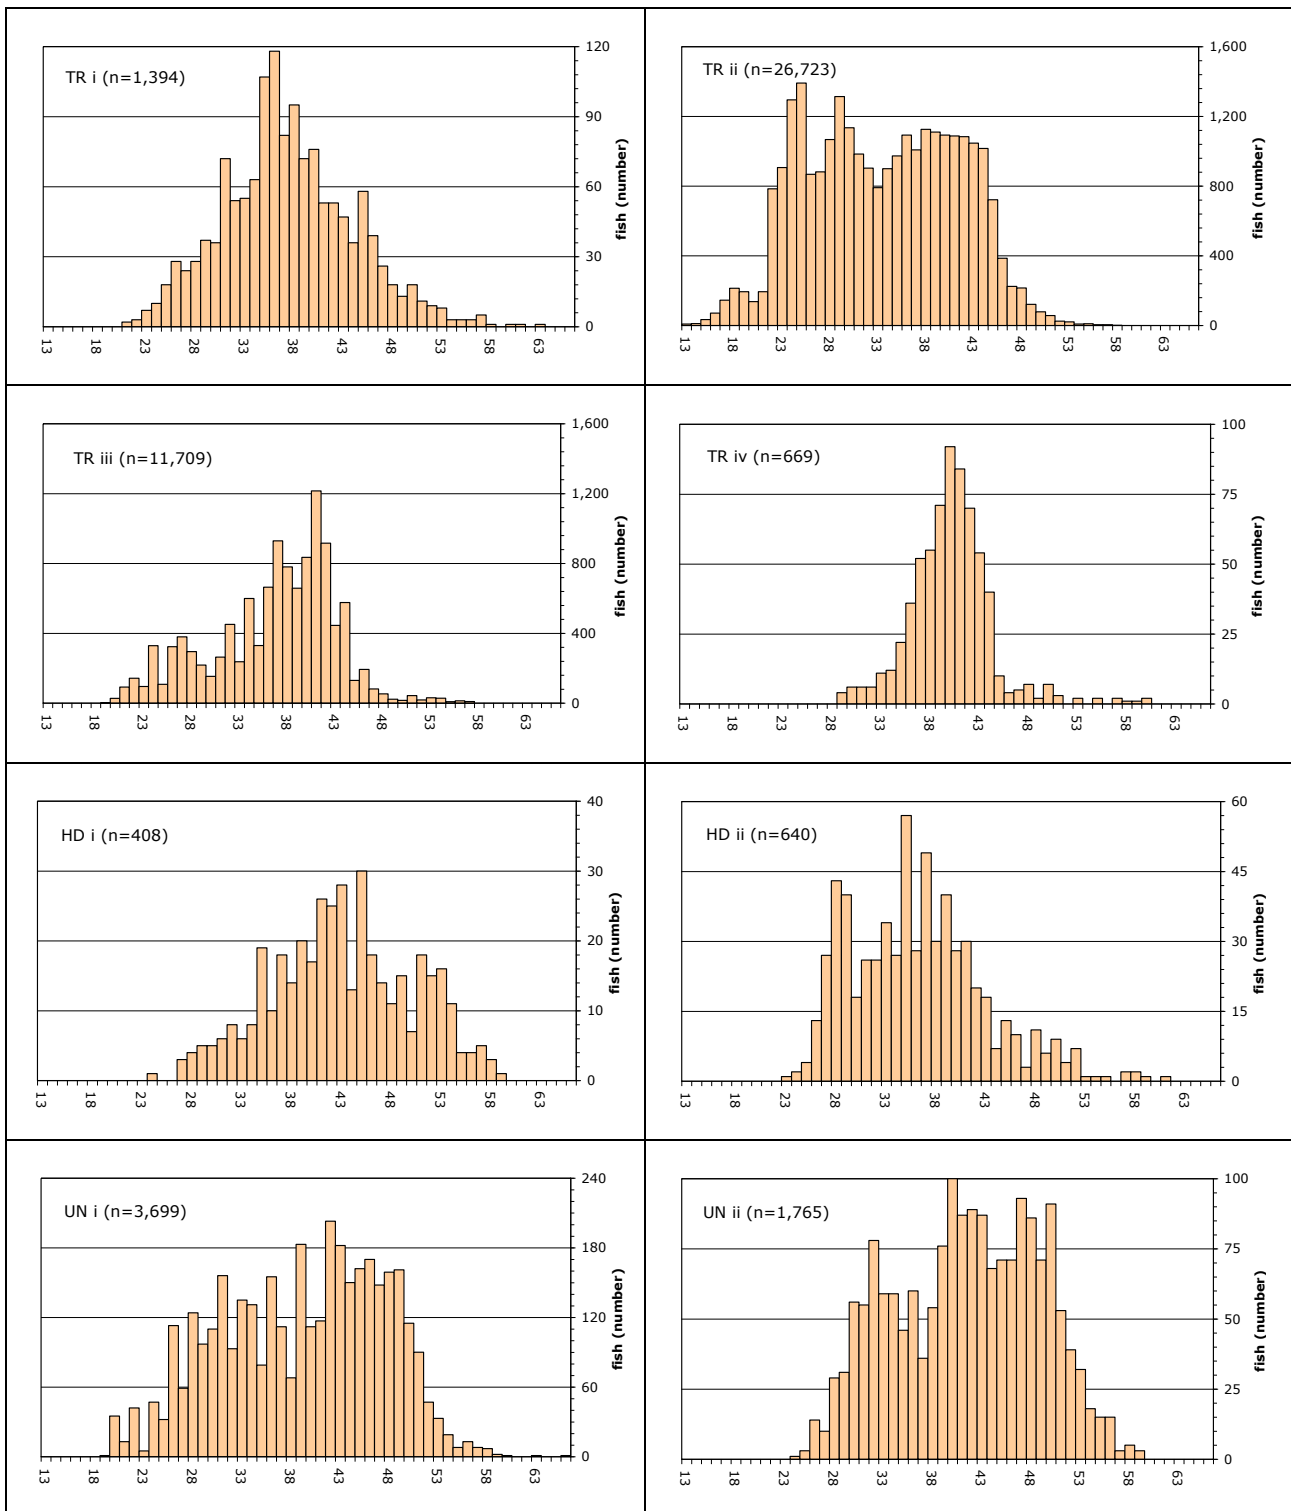 TR i (n=1,394)
120
90
60
30
0
fish (number)
13 18 23 28 33 38 43 48 53 58 63
TR ii (n=26,723)
1,600
1,200
800
400
0
fish (number)
13 18 23 28 33 38 43 48 53 58 63
TR iii (n=11,709)
1,600
1,200
800
400
0
fish (number)
13 18 23 28 33 38 43 48 53 58 63
TR iv (n=669)
100
75
50
25
0
fish (number)
13 18 23 28 33 38 43 48 53 58 63
HD i (n=408)
40
30
20
10
0
fish (number)
13 18 23 28 33 38 43 48 53 58 63
HD ii (n=640)
60
45
30
15
0
fish (number)
13 18 23 28 33 38 43 48 53 58 63
UN i (n=3,699)
240
180
120
60
0
fish (number)
13 18 23 28 33 38 43 48 53 58 63
UN ii (n=1,765)
100
75
50
25
0
fish (number)
13 18 23 28 33 38 43 48 53 58 63